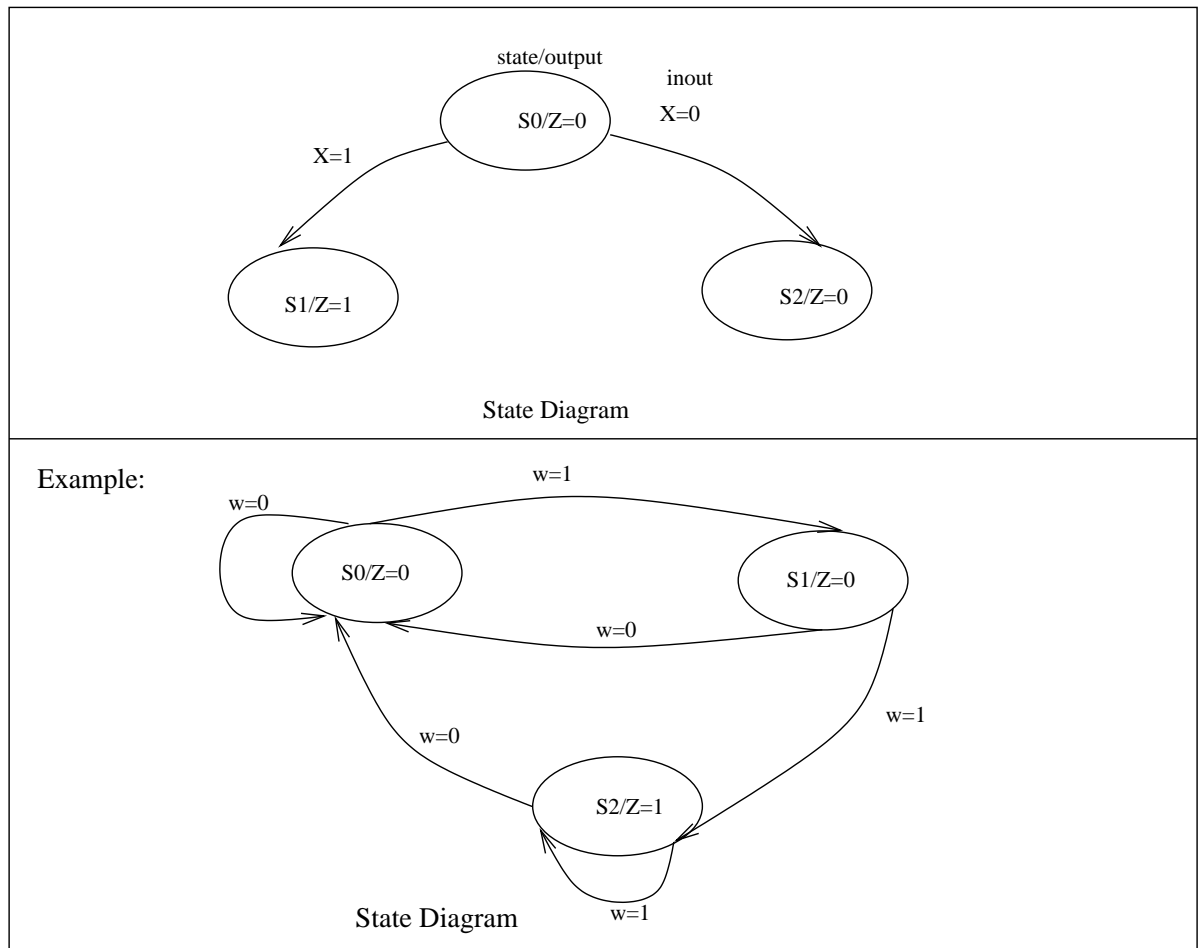 state/output
inout
X=0
S0/Z=0
X=1
S1/Z=1
S2/Z=0
State Diagram
Example:
w=1
w=0
S0/Z=0
S1/Z=0
w=0
w=1
w=0
S2/Z=1
w=1
State Diagram